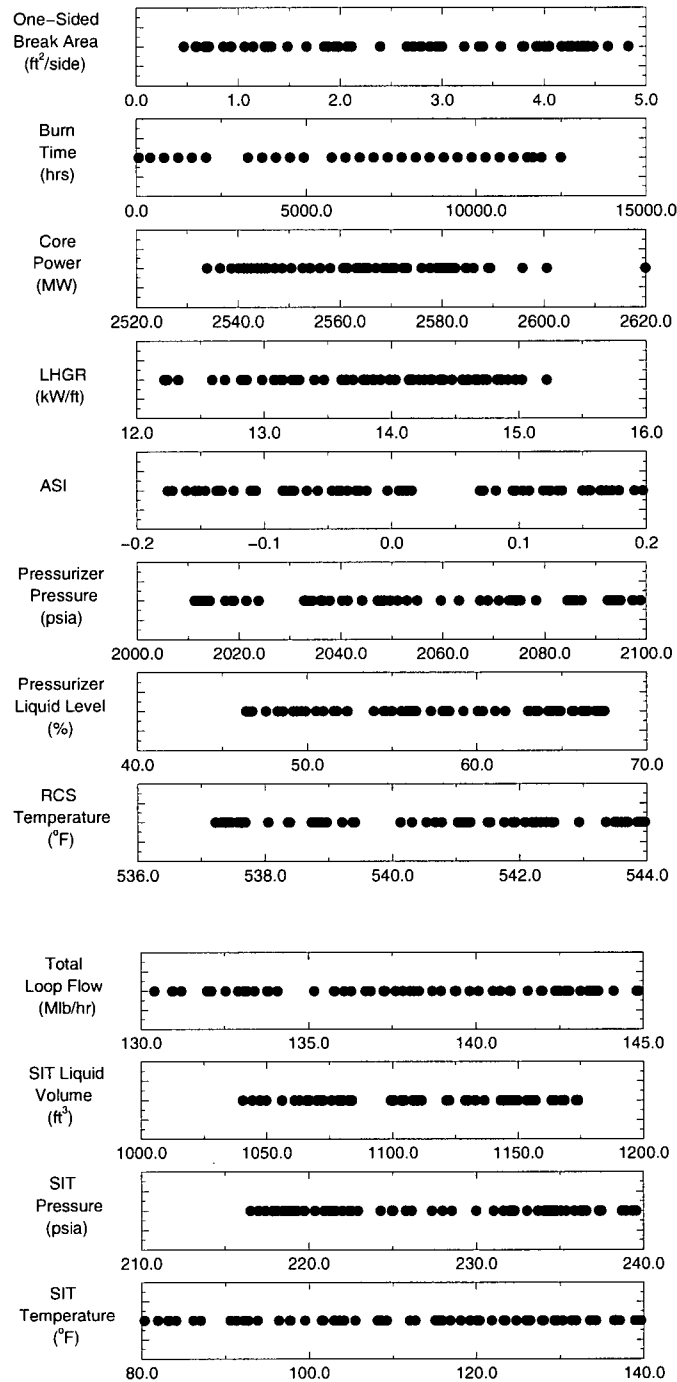 One-Sided
Break Area
(ft²/side)
0.0 1.0 2.0 3.0 4.0 5.0
Burn
Time
(hrs)
0.0 5000.0 10000.0 15000.0
Core
Power
(MW)
2520.0 2540.0 2560.0 2580.0 2600.0 2620.0
LHGR
(kW/ft)
12.0 13.0 14.0 15.0 16.0
ASI
−0.2 −0.1 0.0 0.1 0.2
Pressurizer
Pressure
(psia)
2000.0 2020.0 2040.0 2060.0 2080.0 2100.0
Pressurizer
Liquid Level
(%)
40.0 50.0 60.0 70.0
RCS
Temperature
(°F)
536.0 538.0 540.0 542.0 544.0
Total
Loop Flow
(Mlb/hr)
130.0 135.0 140.0 145.0
SIT Liquid
Volume
(ft³)
1000.0 1050.0 1100.0 1150.0 1200.0
SIT
Pressure
(psia)
210.0 220.0 230.0 240.0
SIT
Temperature
(°F)
80.0 100.0 120.0 140.0